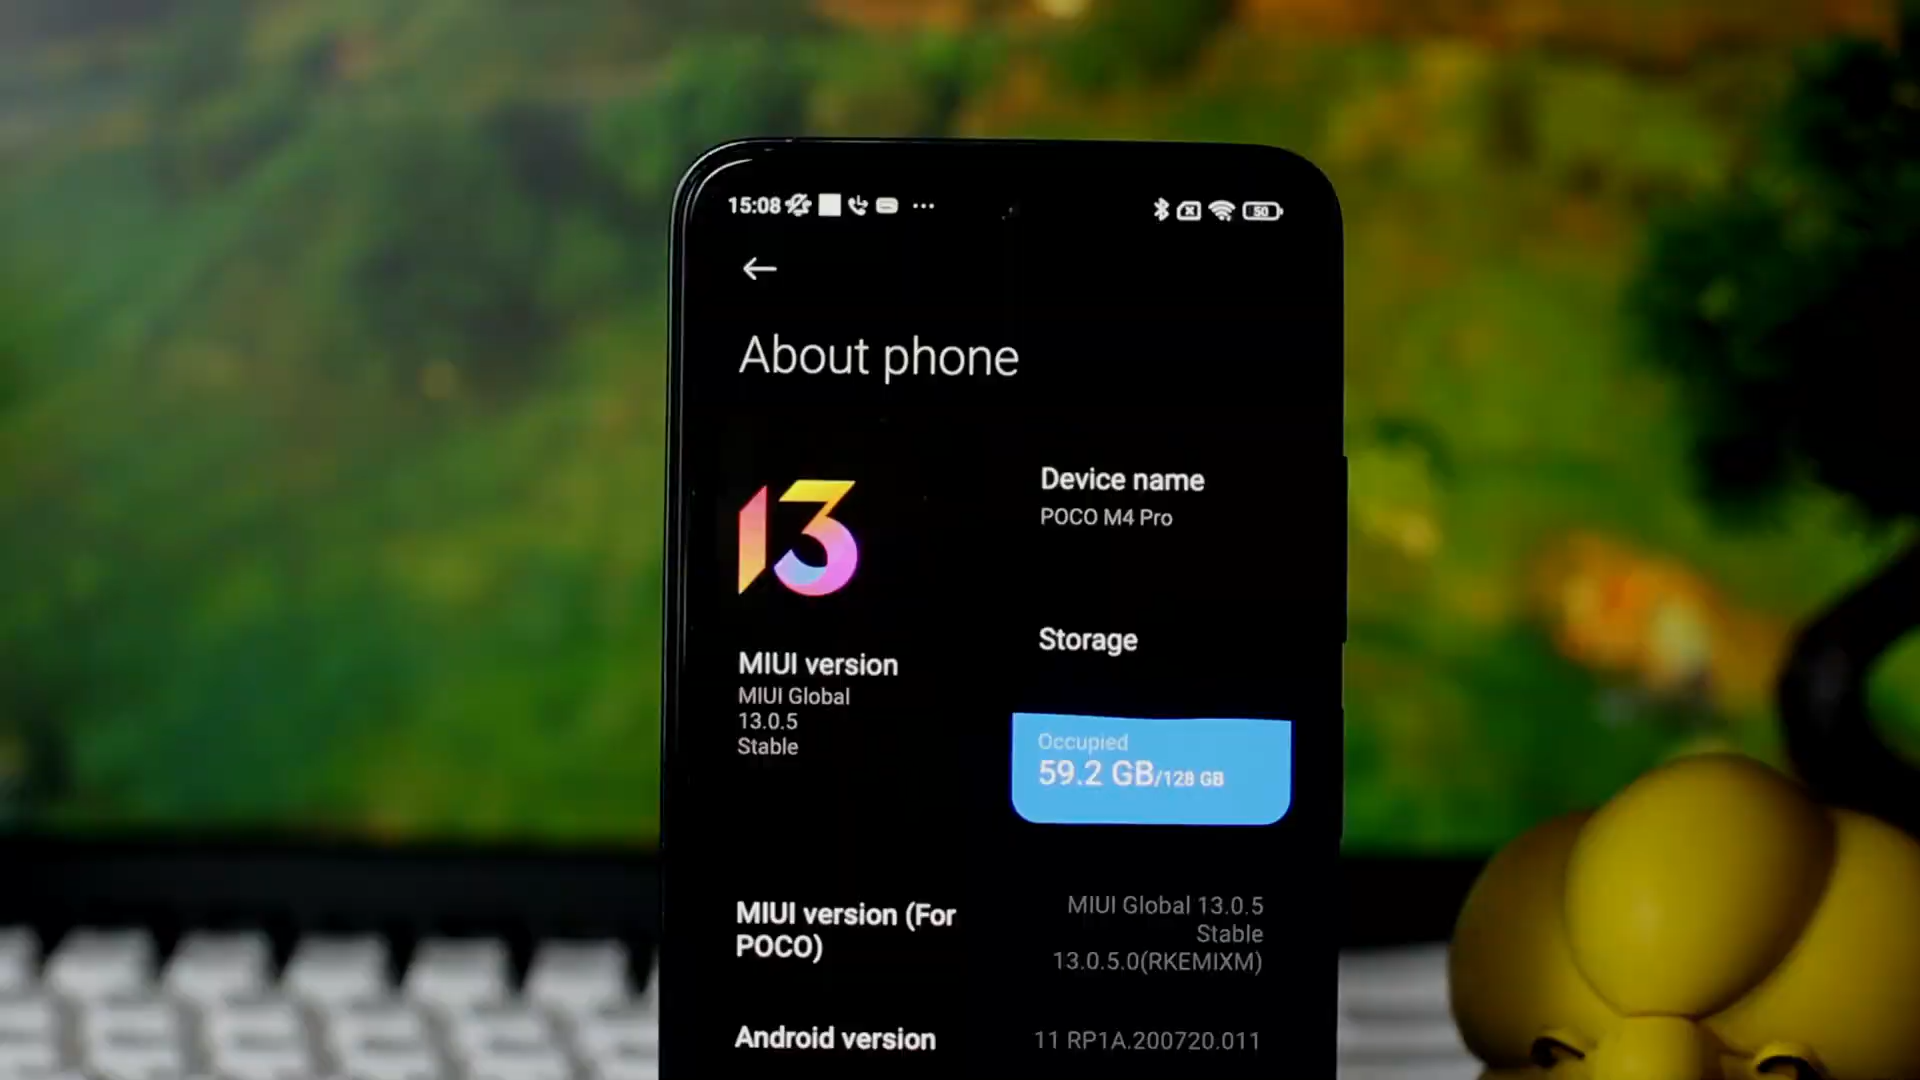 15:08
50
About phone
13
Device name
POCO M4 Pro
Storage
MIUI version
MIUI Global
13.0.5
Stable
Occupied
59.2 GB/128 GB
MIUI version (For
POCO)
MIUI Global 13.0.5
Stable
13.0.5.0(RKEMIXM)
Android version
11 RP1A.200720.011